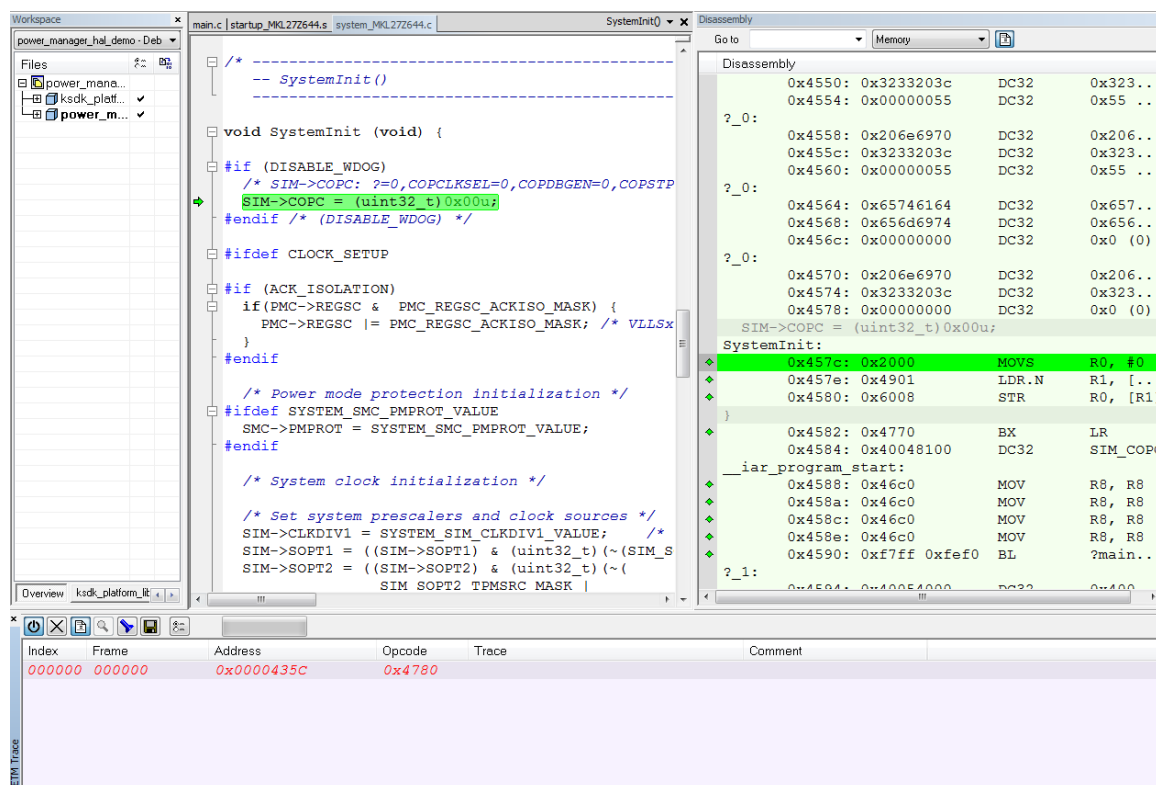 Workspace
power_manager_hal_demo - Deb
Files
power_mana...
ksdk_platf...
power_m...
Overview
ksdk_platform_lib
main.c | startup_MKL27Z644.s
system_MKL27Z644.c
SystemInit()
/* ----------------------------------------------
-- SystemInit()
----------------------------------------------
void SystemInit (void) {
#if (DISABLE_WDOG)
/* SIM->COPC: ?=0,COPCLKSEL=0,COPDBGEN=0,COPSTP
SIM->COPC = (uint32_t)0x00u;
#endif /* (DISABLE_WDOG) */
#ifdef CLOCK_SETUP
#if (ACK_ISOLATION)
if(PMC->REGSC &  PMC_REGSC_ACKISO_MASK) {
PMC->REGSC |= PMC_REGSC_ACKISO_MASK; /* VLLSx
}
#endif
/* Power mode protection initialization */
#ifdef SYSTEM_SMC_PMPROT_VALUE
SMC->PMPROT = SYSTEM_SMC_PMPROT_VALUE;
#endif
/* System clock initialization */
/* Set system prescalers and clock sources */
SIM->CLKDIV1 = SYSTEM_SIM_CLKDIV1_VALUE; /*
SIM->SOPT1 = ((SIM->SOPT1) & (uint32_t)(~(SIM_S
SIM->SOPT2 = ((SIM->SOPT2) & (uint32_t)(~(
SIM_SOPT2_TPMSRC_MASK |
Disassembly
Go to
Memory
Disassembly
0x4550: 0x3233203c DC32 0x323...
0x4554: 0x00000055 DC32 0x55 ..
?_0:
0x4558: 0x206e6970 DC32 0x206...
0x455c: 0x3233203c DC32 0x323...
0x4560: 0x00000055 DC32 0x55 ..
?_0:
0x4564: 0x65746164 DC32 0x657...
0x4568: 0x656d6974 DC32 0x656...
0x456c: 0x00000000 DC32 0x0 (0)
?_0:
0x4570: 0x206e6970 DC32 0x206...
0x4574: 0x3233203c DC32 0x323...
0x4578: 0x00000000 DC32 0x0 (0)
SIM->COPC = (uint32_t)0x00u;
SystemInit:
0x457c: 0x2000 MOVS R0, #0
0x457e: 0x4901 LDR.N R1, [...
0x4580: 0x6008 STR R0, [R1
}
0x4582: 0x4770 BX LR
0x4584: 0x40048100 DC32 SIM_COPC
__iar_program_start:
0x4588: 0x46c0 MOV R8, R8
0x458a: 0x46c0 MOV R8, R8
0x458c: 0x46c0 MOV R8, R8
0x458e: 0x46c0 MOV R8, R8
0x4590: 0xf7ff 0xfef0 BL ?main..
?_1:
0x4594: 0x40054000 DC32 0x400
Index Frame Address Opcode Trace Comment
000000 000000 0x0000435C 0x4780
ETM Trace